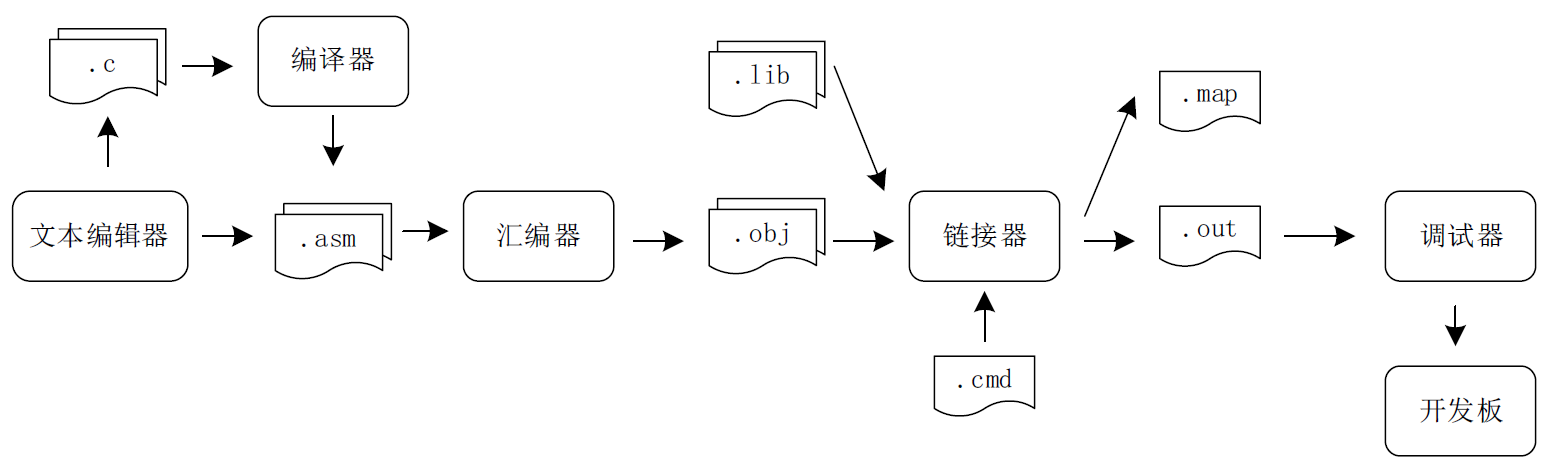 .c
编译器
.lib
.map
文本编辑器
.asm
汇编器
.obj
链接器
.out
调试器
.cmd
开发板